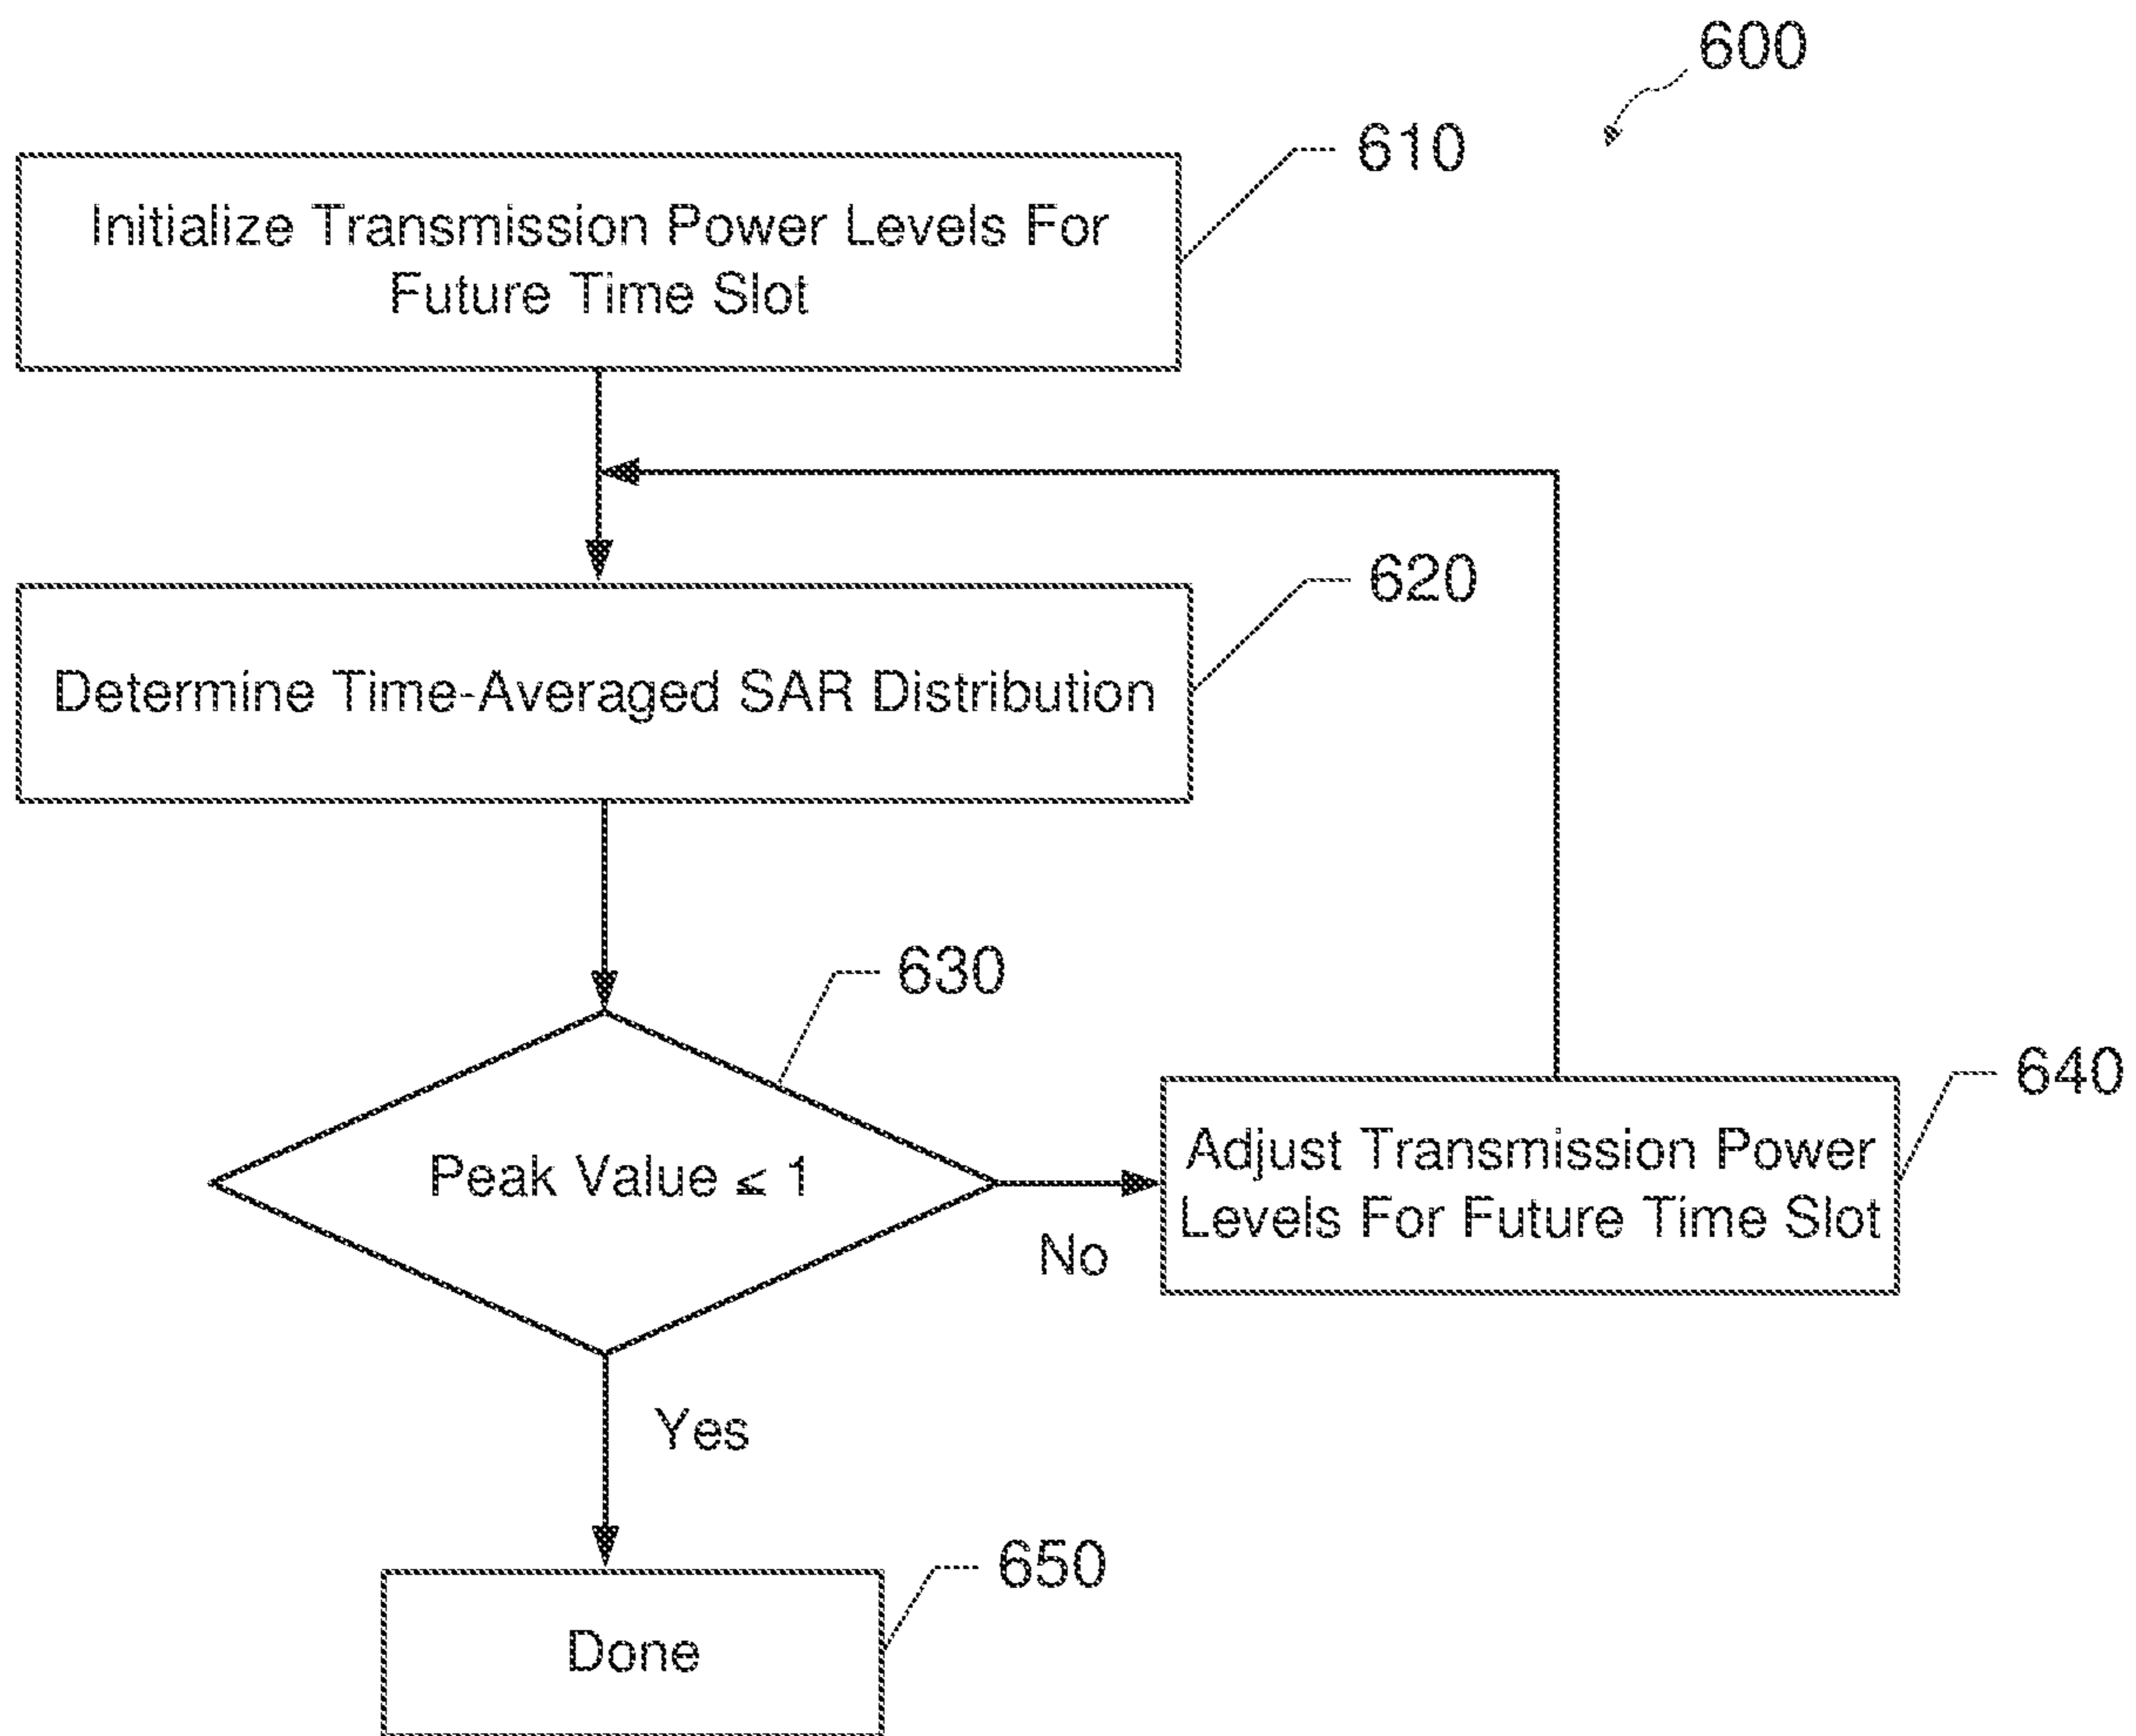 600
610
Initialize Transmission Power Levels For
Future Time Slot
620
Determine Time-Averaged SAR Distribution
630
Peak Value ≤ 1
640
Adjust Transmission Power
Levels For Future Time Slot
No
Yes
650
Done